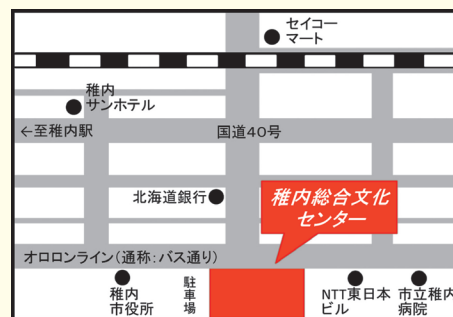 セイコー
マート
稚内
サンホテル
←至稚内駅
国道40号
北海道銀行
稚内総合文化
センター
オロロンライン(通称:バス通り)
稚内
市役所
駐車場
NTT東日本
ビル
市立稚内
病院